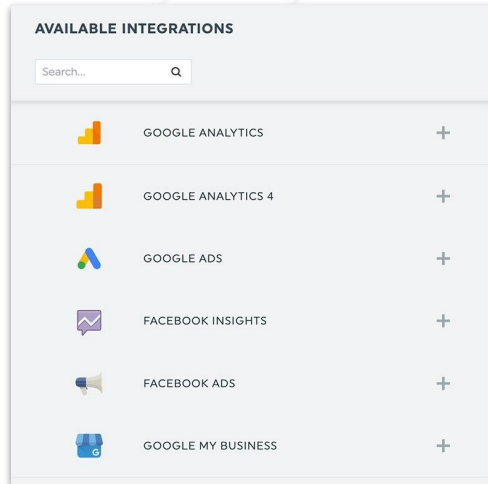 AVAILABLE INTEGRATIONS
Search...
GOOGLE ANALYTICS
GOOGLE ANALYTICS 4
GOOGLE ADS
FACEBOOK INSIGHTS
FACEBOOK ADS
GOOGLE MY BUSINESS
G